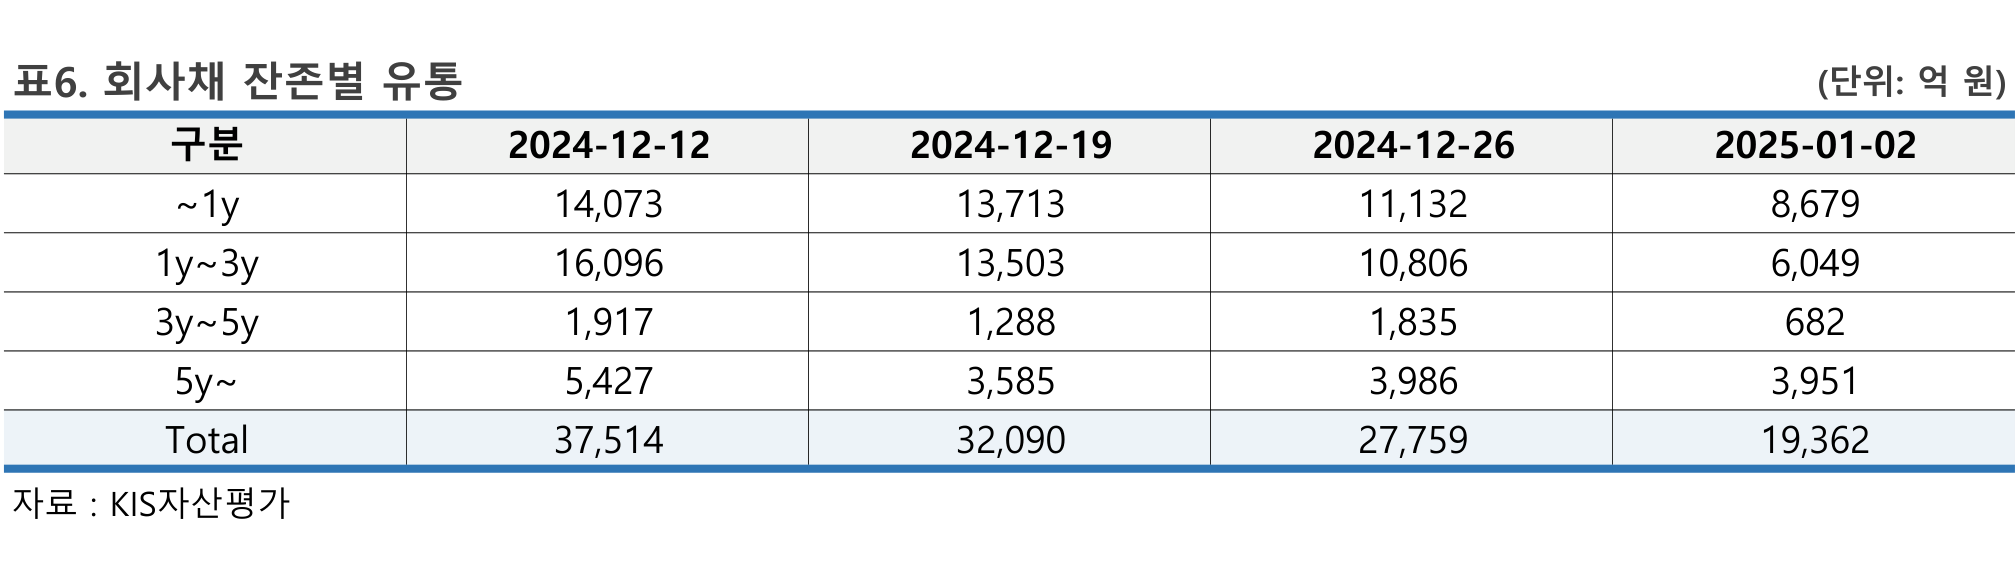 표6. 회사채 잔존별 유통 (단위: 억 원)
구분 2024-12-12 2024-12-19 2024-12-26 2025-01-02
~1y 14,073 13,713 11,132 8,679
1y~3y 16,096 13,503 10,806 6,049
3y~5y 1,917 1,288 1,835 682
5y~ 5,427 3,585 3,986 3,951
Total 37,514 32,090 27,759 19,362
자료 : KIS자산평가